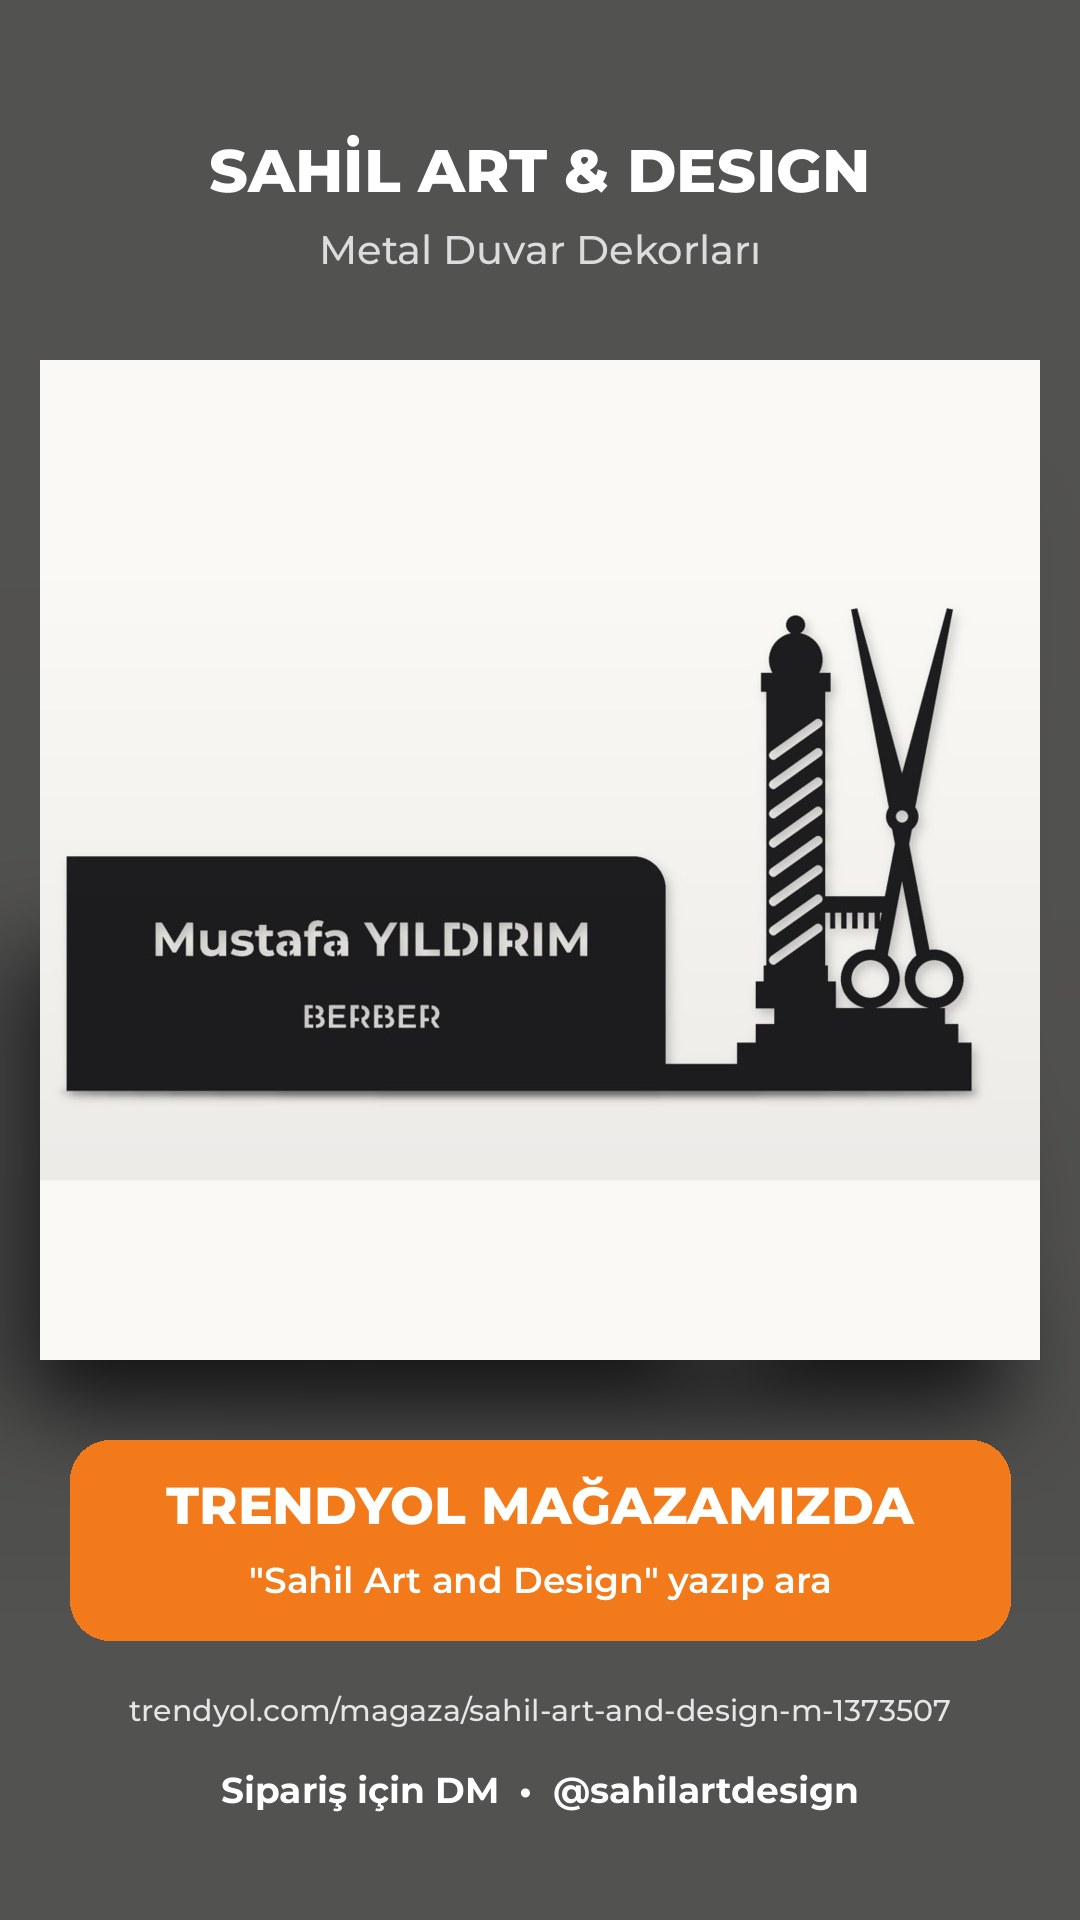 SAHİL ART & DESIGN
Metal Duvar Dekorları
Mustafa YILDIRIM
BERBER
TRENDYOL MAĞAZAMIZDA
"Sahil Art and Design" yazıp ara
trendyol.com/magaza/sahil-art-and-design-m-1373507
Sipariş için DM • @sahilartdesign